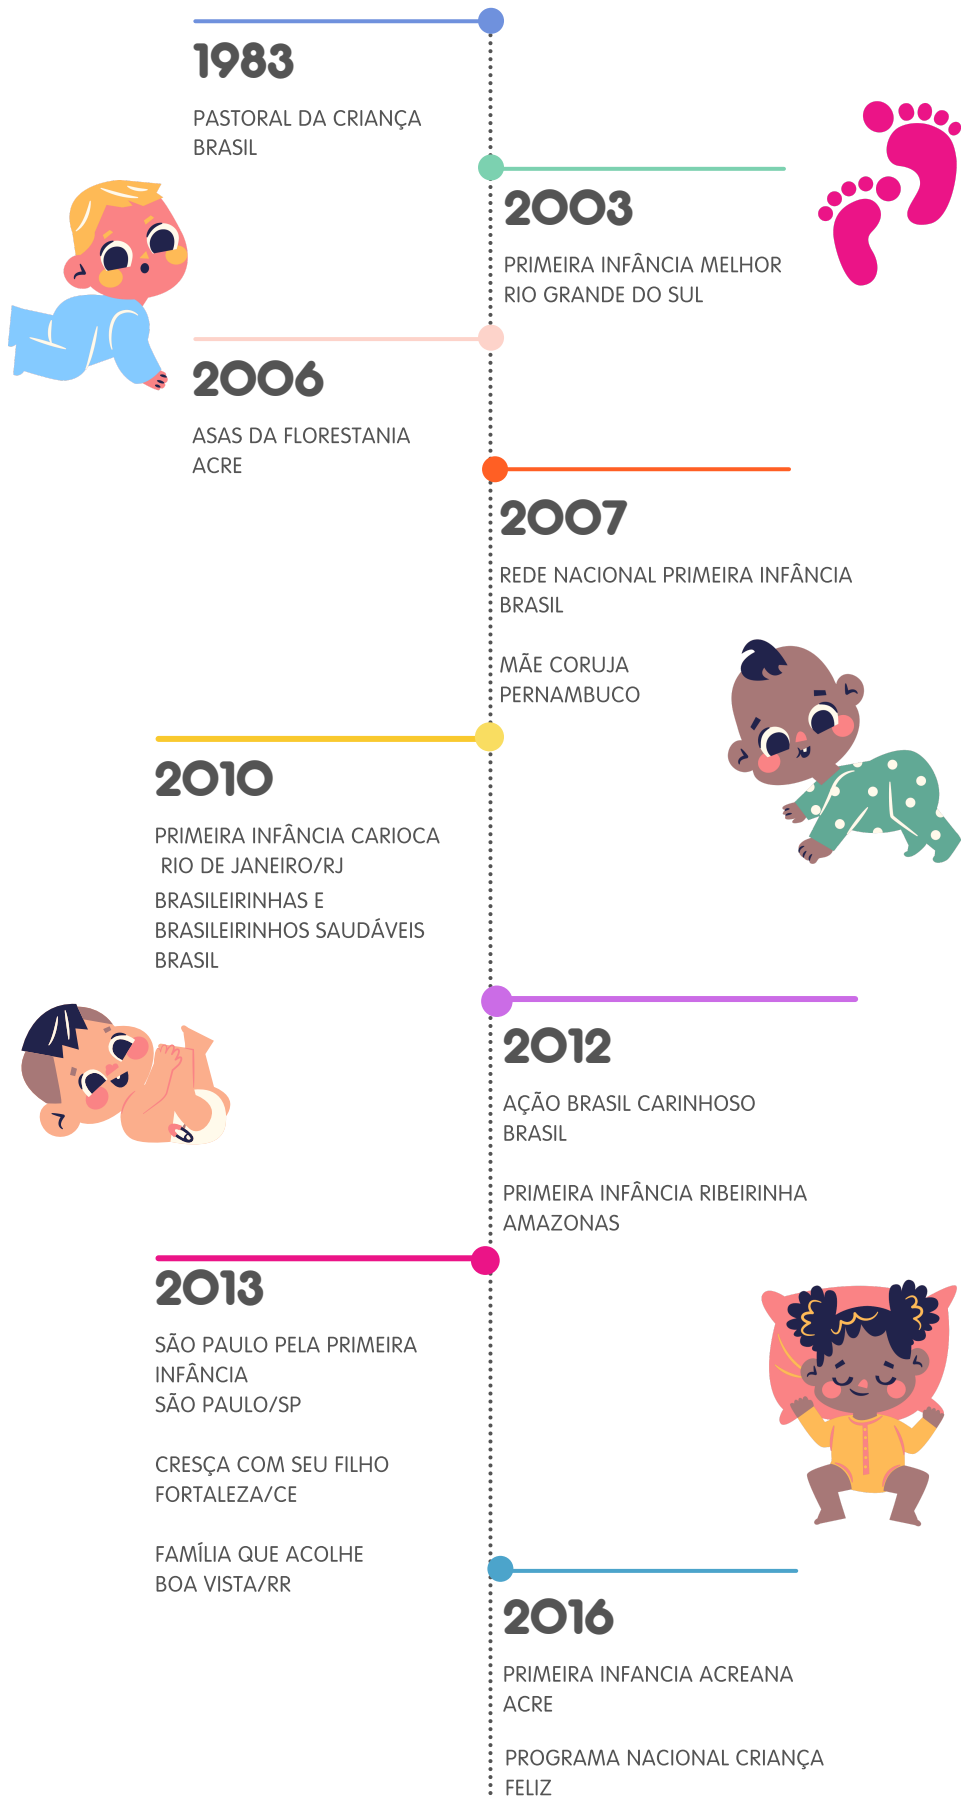 1983
PASTORAL DA CRIANÇA
BRASIL
2003
PRIMEIRA INFÂNCIA MELHOR
RIO GRANDE DO SUL
2006
ASAS DA FLORESTANIA
ACRE
2007
REDE NACIONAL PRIMEIRA INFÂNCIA
BRASIL
MÃE CORUJA
PERNAMBUCO
2010
PRIMEIRA INFÂNCIA CARIOCA
RIO DE JANEIRO/RJ
BRASILEIRINHAS E
BRASILEIRINHOS SAUDÁVEIS
BRASIL
2012
AÇÃO BRASIL CARINHOSO
BRASIL
PRIMEIRA INFÂNCIA RIBEIRINHA
AMAZONAS
2013
SÃO PAULO PELA PRIMEIRA
INFÂNCIA
SÃO PAULO/SP
CRESÇA COM SEU FILHO
FORTALEZA/CE
FAMÍLIA QUE ACOLHE
BOA VISTA/RR
2016
PRIMEIRA INFANCIA ACREANA
ACRE
PROGRAMA NACIONAL CRIANÇA
FELIZ